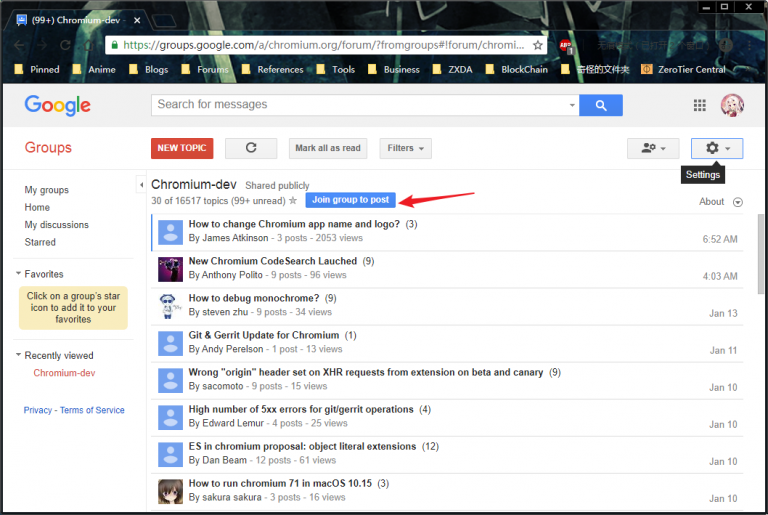 (99+) Chromium-dev -
https://groups.google.com/a/chromium.org/forum/?fromgroups#!forum/chromi...
ABP
1
Pinned Anime Blogs Forums References Tools Business ZXDA BlockChain 奇怪的文件夹 ZeroTier Central
Google
Search for messages
Groups
NEW TOPIC
Mark all as read
Filters
Settings
My groups
Home
My discussions
Starred
Favorites
Click on a group's star
icon to add it to your
favorites
Recently viewed
Chromium-dev
Privacy - Terms of Service
Chromium-dev Shared publicly
30 of 16517 topics (99+ unread) Join group to post
About
How to change Chromium app name and logo? (3)
By James Atkinson - 3 posts - 2053 views
6:52 AM
New Chromium CodeSearch Lauched (9)
By Anthony Polito - 9 posts - 96 views
4:03 AM
How to debug monochrome? (9)
By steven zhu - 9 posts - 34 views
Jan 13
Git & Gerrit Update for Chromium (1)
By Andy Perelson - 1 post - 13 views
Jan 11
Wrong "origin" header set on XHR requests from extension on beta and canary (9)
By sacomoto - 9 posts - 15 views
Jan 10
High number of 5xx errors for git/gerrit operations (4)
By Edward Lemur - 4 posts - 25 views
Jan 10
ES in chromium proposal: object literal extensions (12)
By Dan Beam - 12 posts - 61 views
Jan 10
How to run chromium 71 in macOS 10.15 (3)
By sakura sakura - 3 posts - 16 views
Jan 10